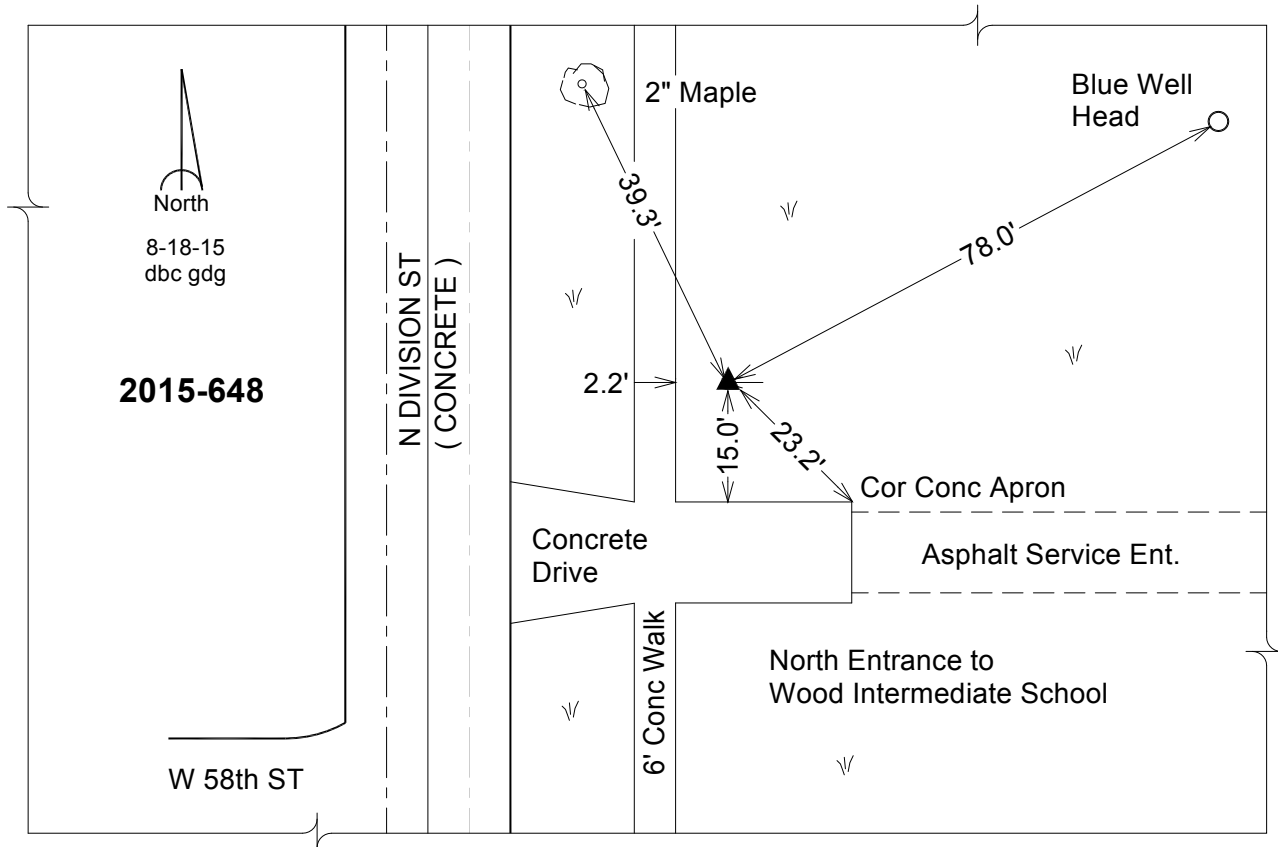 2" Maple
Blue Well
Head
North
8-18-15
dbc gdg
39.3'
78.0'
N DIVISION ST
( CONCRETE )
2015-648
2.2'
15.0'
23.2'
Cor Conc Apron
Concrete
Drive
Asphalt Service Ent.
6' Conc Walk
North Entrance to
Wood Intermediate School
W 58th ST